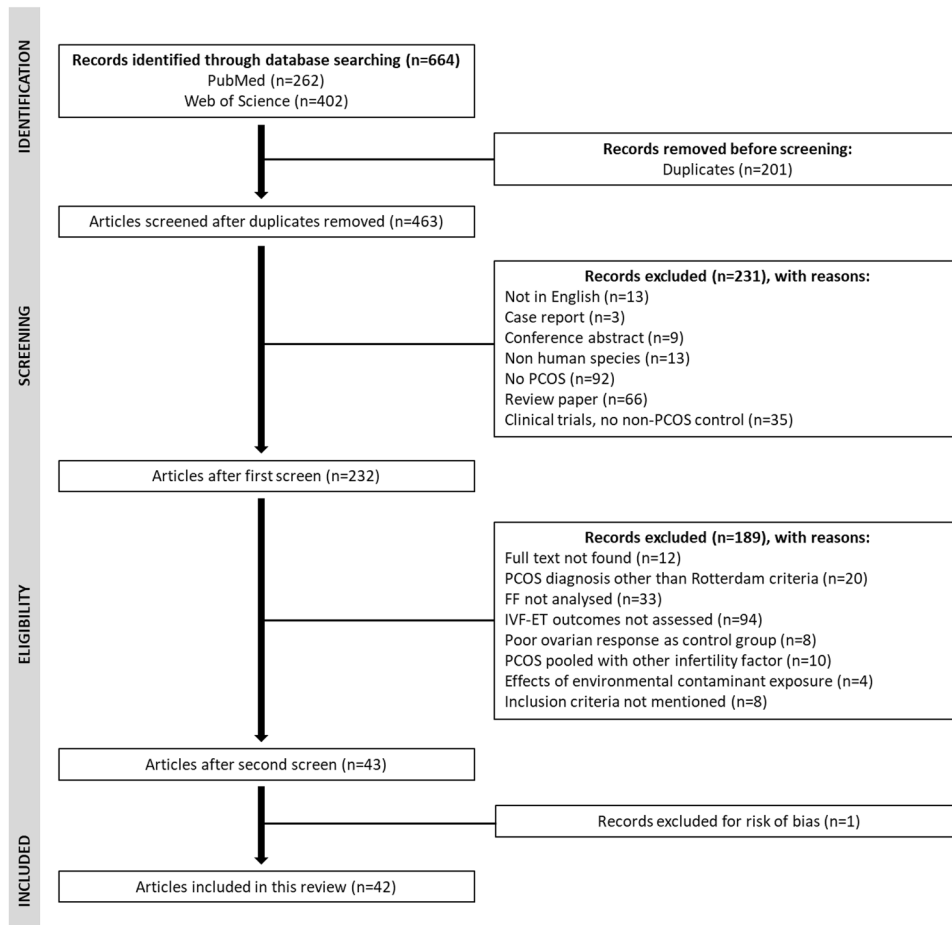 IDENTIFICATION
Records identified through database searching (n=664)
PubMed (n=262)
Web of Science (n=402)
Records removed before screening:
Duplicates (n=201)
Articles screened after duplicates removed (n=463)
SCREENING
Records excluded (n=231), with reasons:
Not in English (n=13)
Case report (n=3)
Conference abstract (n=9)
Non human species (n=13)
No PCOS (n=92)
Review paper (n=66)
Clinical trials, no non-PCOS control (n=35)
Articles after first screen (n=232)
ELIGIBILITY
Records excluded (n=189), with reasons:
Full text not found (n=12)
PCOS diagnosis other than Rotterdam criteria (n=20)
FF not analysed (n=33)
IVF-ET outcomes not assessed (n=94)
Poor ovarian response as control group (n=8)
PCOS pooled with other infertility factor (n=10)
Effects of environmental contaminant exposure (n=4)
Inclusion criteria not mentioned (n=8)
Articles after second screen (n=43)
INCLUDED
Records excluded for risk of bias (n=1)
Articles included in this review (n=42)